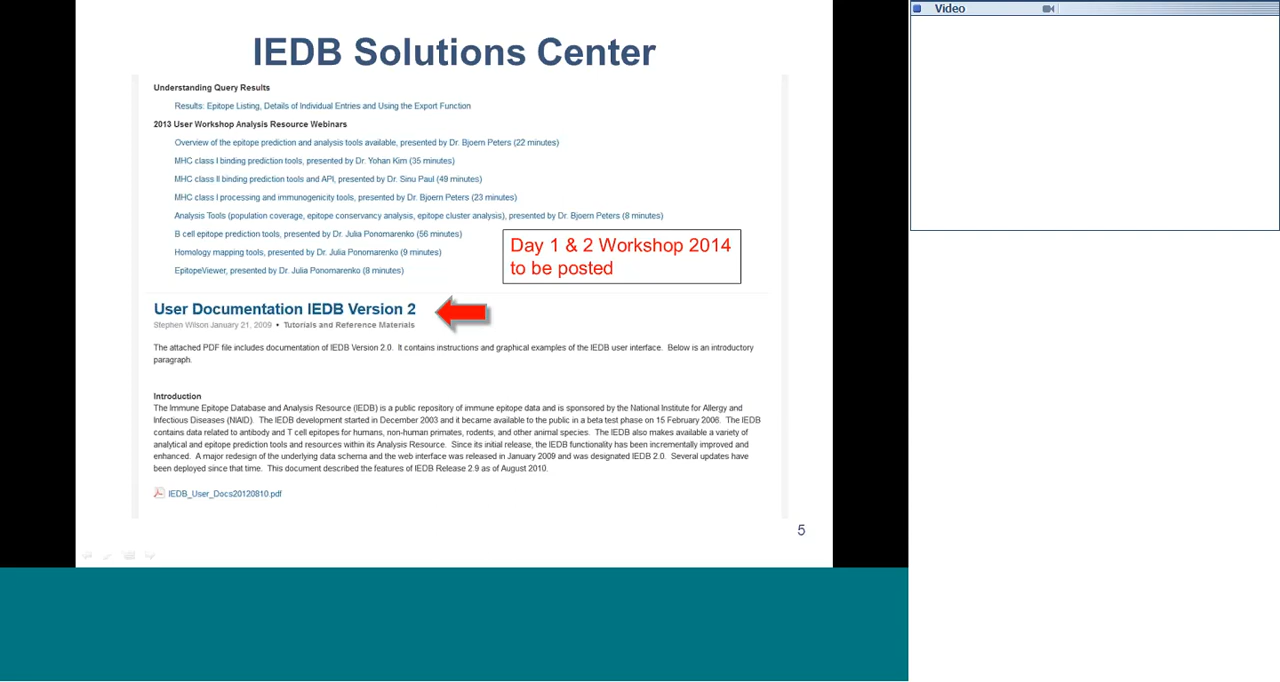 Video
IEDB Solutions Center
Understanding Query Results
Results: Epitope Listing, Details of Individual Entries and Using the Export Function
2013 User Workshop Analysis Resource Webinars
Overview of the epitope prediction and analysis tools available, presented by Dr. Bjoern Peters (22 minutes)
MHC class I binding prediction tools, presented by Dr. Yohan Kim (35 minutes)
MHC class II binding prediction tools and API, presented by Dr. Sinu Paul (49 minutes)
MHC class I processing and immunogenicity tools, presented by Dr. Bjoern Peters (23 minutes)
Analysis Tools (population coverage, epitope conservancy analysis, epitope cluster analysis), presented by Dr. Bjoern Peters (8 minutes)
B cell epitope prediction tools, presented by Dr. Julia Ponomarenko (56 minutes)
Homology mapping tools, presented by Dr. Julia Ponomarenko (9 minutes)
EpitopeViewer, presented by Dr. Julia Ponomarenko (8 minutes)
Day 1 & 2 Workshop 2014
to be posted
User Documentation IEDB Version 2
Stephen Wilson January 21, 2009 • Tutorials and Reference Materials
The attached PDF file includes documentation of IEDB Version 2.0. It contains instructions and graphical examples of the IEDB user interface. Below is an introductory
paragraph.
Introduction
The Immune Epitope Database and Analysis Resource (IEDB) is a public repository of immune epitope data and is sponsored by the National Institute for Allergy and
Infectious Diseases (NIAID). The IEDB development started in December 2003 and it became available to the public in a beta test phase on 15 February 2006. The IEDB
contains data related to antibody and T cell epitopes for humans, non-human primates, rodents, and other animal species. The IEDB also makes available a variety of
analytical and epitope prediction tools and resources within its Analysis Resource. Since its initial release, the IEDB functionality has been incrementally improved and
enhanced. A major redesign of the underlying data schema and the web interface was released in January 2009 and was designated IEDB 2.0. Several updates have
been deployed since that time. This document described the features of IEDB Release 2.9 as of August 2010.
IEDB_User_Docs20120810.pdf
5